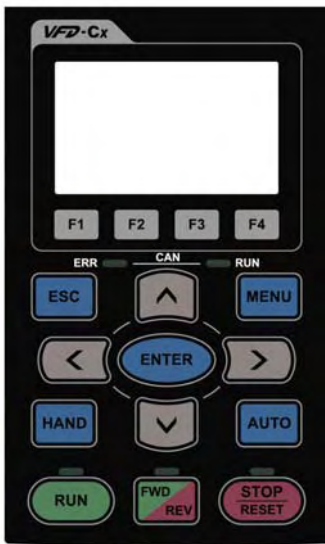 VFD-Cx
F1 F2 F3 F4
ERR CAN RUN
ESC MENU
ENTER
HAND AUTO
RUN FWD REV STOP RESET